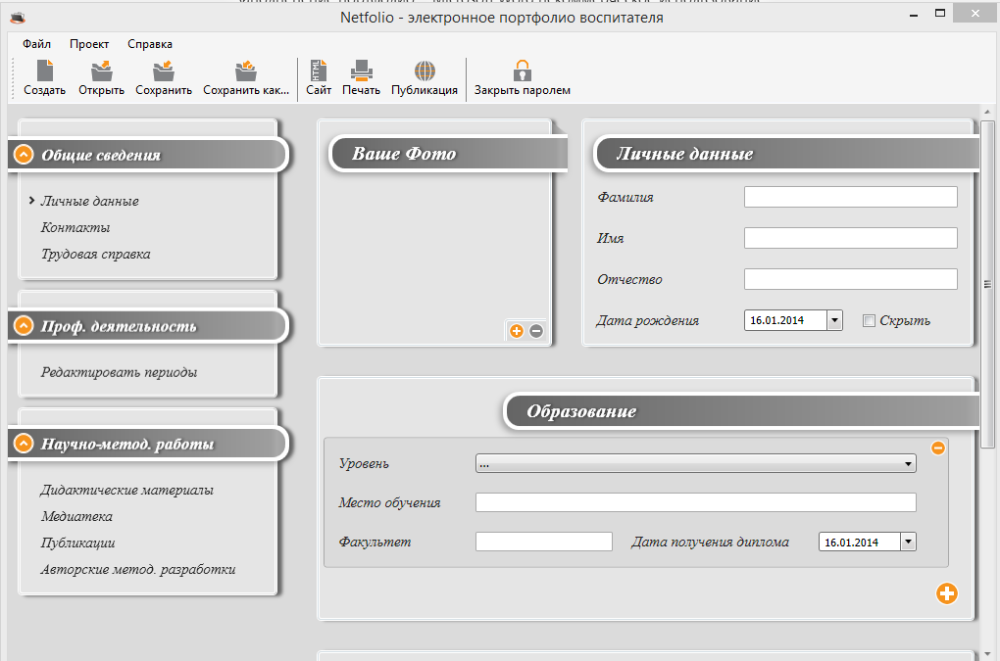 Netfolio - электронное портфолио воспитателя
Файл Проект Справка
Создать Открыть Сохранить Сохранить как... HTML Сайт Печать Публикация Закрыть паролем
Общие сведения
Личные данные
Контакты
Трудовая справка
Проф. деятельность
Редактировать периоды
Научно-метод. работы
Дидактические материалы
Медиатека
Публикации
Авторские метод. разработки
Ваше Фото
Личные данные
Фамилия
Имя
Отчество
Дата рождения 16.01.2014 Скрыть
Образование
Уровень ...
Место обучения
Факультет Дата получения диплома 16.01.2014